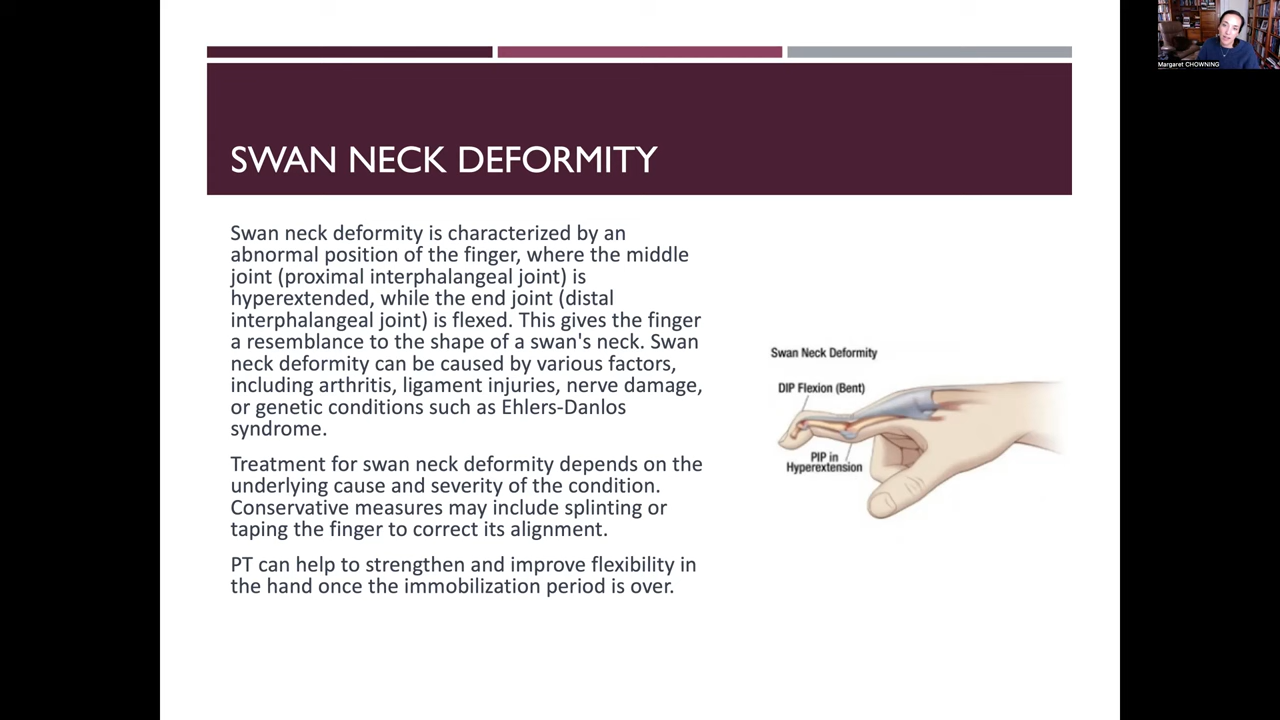 Margaret CHOWNING
SWAN NECK DEFORMITY
Swan neck deformity is characterized by an
abnormal position of the finger, where the middle
joint (proximal interphalangeal joint) is
hyperextended, while the end joint (distal
interphalangeal joint) is flexed. This gives the finger
a resemblance to the shape of a swan's neck. Swan
neck deformity can be caused by various factors,
including arthritis, ligament injuries, nerve damage,
or genetic conditions such as Ehlers-Danlos
syndrome.
Treatment for swan neck deformity depends on the
underlying cause and severity of the condition.
Conservative measures may include splinting or
taping the finger to correct its alignment.
PT can help to strengthen and improve flexibility in
the hand once the immobilization period is over.
Swan Neck Deformity
DIP Flexion (Bent)
PIP in
Hyperextension